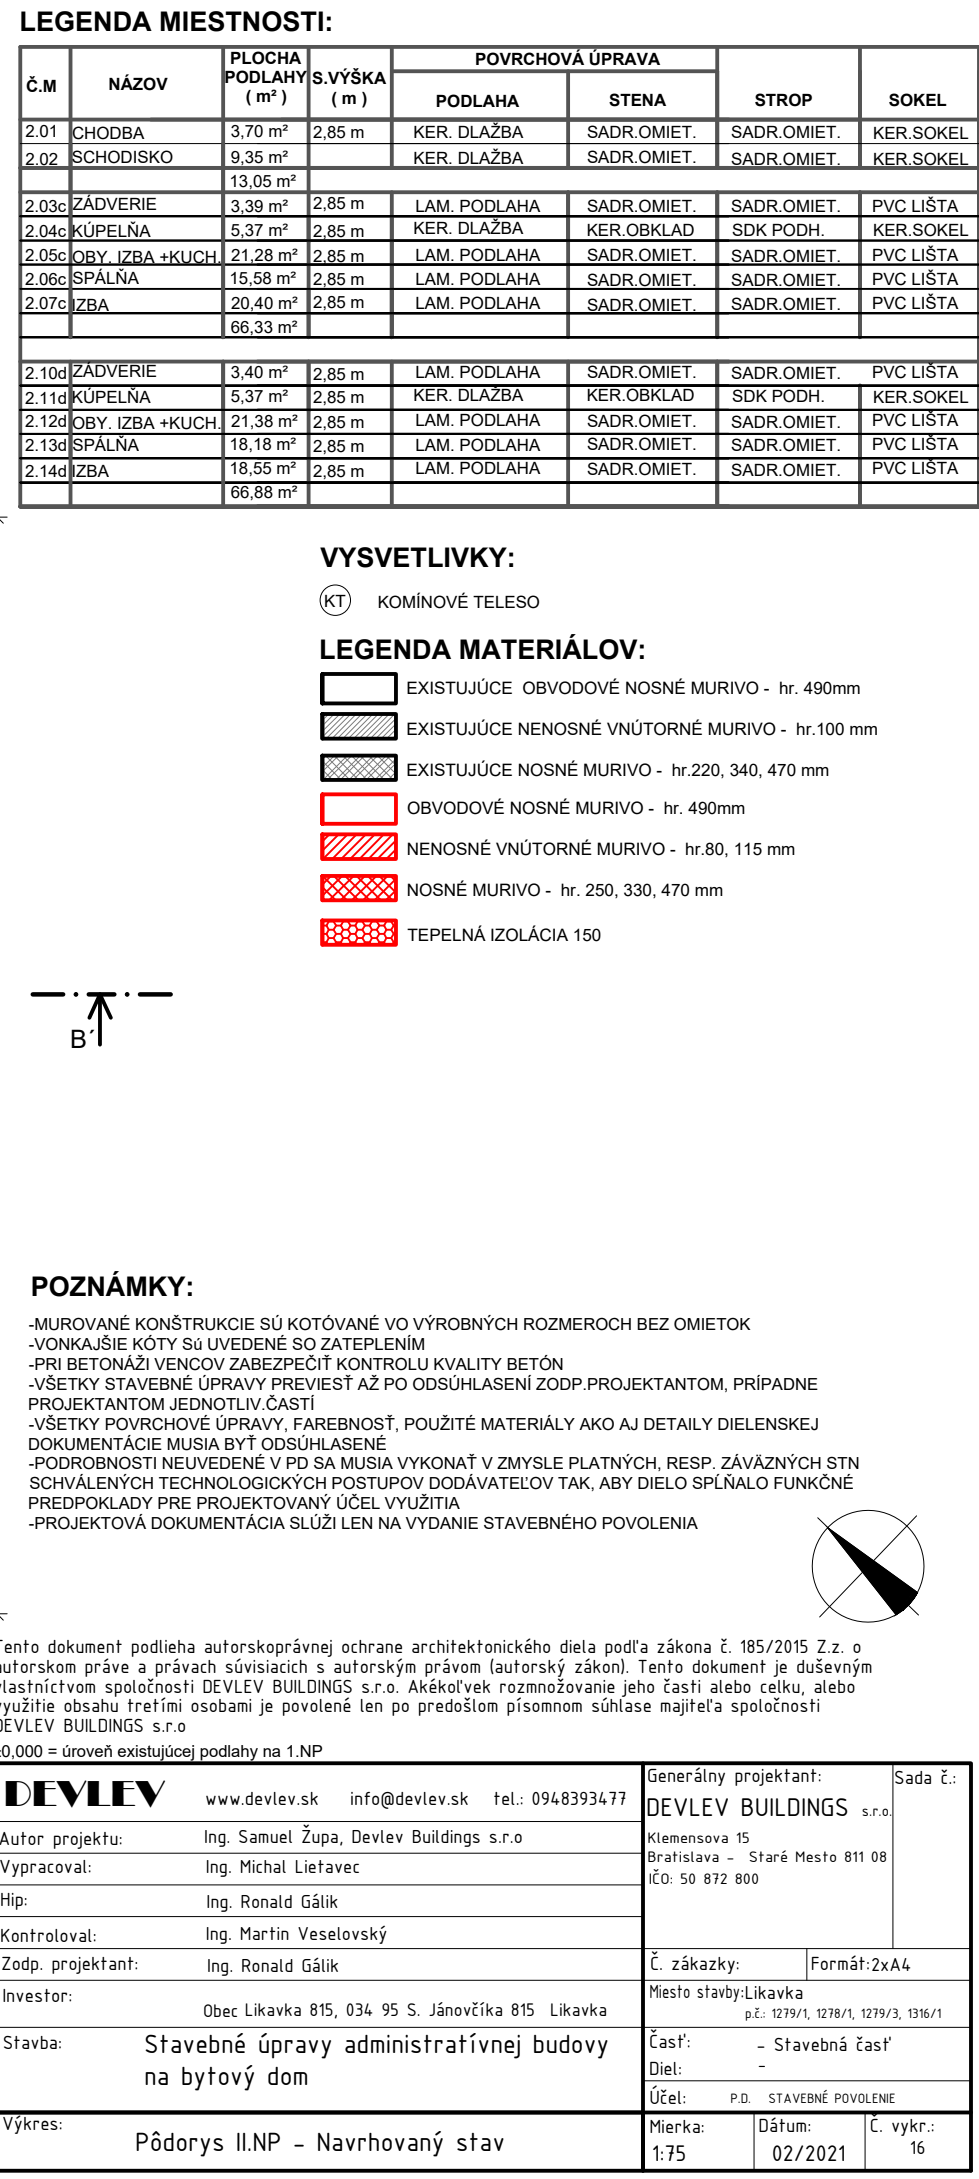 LEGENDA MIESTNOSTI:
Č.M NÁZOV PLOCHA PODLAHY ( m² ) S.VÝŠKA ( m ) POVRCHOVÁ ÚPRAVA
PODLAHA STENA STROP SOKEL
2.01 CHODBA 3,70 m² 2,85 m KER. DLAŽBA SADR.OMIET. SADR.OMIET. KER.SOKEL
2.02 SCHODISKO 9,35 m² KER. DLAŽBA SADR.OMIET. SADR.OMIET. KER.SOKEL
13,05 m²
2.03c ZÁDVERIE 3,39 m² 2,85 m LAM. PODLAHA SADR.OMIET. SADR.OMIET. PVC LIŠTA
2.04c KÚPEĽŇA 5,37 m² 2,85 m KER. DLAŽBA KER.OBKLAD SDK PODH. KER.SOKEL
2.05c OBY. IZBA +KUCH. 21,28 m² 2,85 m LAM. PODLAHA SADR.OMIET. SADR.OMIET. PVC LIŠTA
2.06c SPÁLŇA 15,58 m² 2,85 m LAM. PODLAHA SADR.OMIET. SADR.OMIET. PVC LIŠTA
2.07c IZBA 20,40 m² 2,85 m LAM. PODLAHA SADR.OMIET. SADR.OMIET. PVC LIŠTA
66,33 m²
2.10d ZÁDVERIE 3,40 m² 2,85 m LAM. PODLAHA SADR.OMIET. SADR.OMIET. PVC LIŠTA
2.11d KÚPEĽŇA 5,37 m² 2,85 m KER. DLAŽBA KER.OBKLAD SDK PODH. KER.SOKEL
2.12d OBY. IZBA +KUCH. 21,38 m² 2,85 m LAM. PODLAHA SADR.OMIET. SADR.OMIET. PVC LIŠTA
2.13d SPÁLŇA 18,18 m² 2,85 m LAM. PODLAHA SADR.OMIET. SADR.OMIET. PVC LIŠTA
2.14d IZBA 18,55 m² 2,85 m LAM. PODLAHA SADR.OMIET. SADR.OMIET. PVC LIŠTA
66,88 m²
VYSVETLIVKY:
KT KOMÍNOVÉ TELESO
LEGENDA MATERIÁLOV:
EXISTUJÚCE OBVODOVÉ NOSNÉ MURIVO - hr. 490mm
EXISTUJÚCE NENOSNÉ VNÚTORNÉ MURIVO - hr.100 mm
EXISTUJÚCE NOSNÉ MURIVO - hr.220, 340, 470 mm
OBVODOVÉ NOSNÉ MURIVO - hr. 490mm
NENOSNÉ VNÚTORNÉ MURIVO - hr.80, 115 mm
NOSNÉ MURIVO - hr. 250, 330, 470 mm
TEPELNÁ IZOLÁCIA 150
B´
POZNÁMKY:
-MUROVANÉ KONŠTRUKCIE SÚ KOTÓVANÉ VO VÝROBNÝCH ROZMEROCH BEZ OMIETOK
-VONKAJŠIE KÓTY Sú UVEDENÉ SO ZATEPLENÍM
-PRI BETONÁŽI VENCOV ZABEZPEČIŤ KONTROLU KVALITY BETÓN
-VŠETKY STAVEBNÉ ÚPRAVY PREVIESŤ AŽ PO ODSÚHLASENÍ ZODP.PROJEKTANTOM, PRÍPADNE
PROJEKTANTOM JEDNOTLIV.ČASTÍ
-VŠETKY POVRCHOVÉ ÚPRAVY, FAREBNOSŤ, POUŽITÉ MATERIÁLY AKO AJ DETAILY DIELENSKEJ
DOKUMENTÁCIE MUSIA BYŤ ODSÚHLASENÉ
-PODROBNOSTI NEUVEDENÉ V PD SA MUSIA VYKONAŤ V ZMYSLE PLATNÝCH, RESP. ZÁVÄZNÝCH STN
SCHVÁLENÝCH TECHNOLOGICKÝCH POSTUPOV DODÁVATEĽOV TAK, ABY DIELO SPĹŇALO FUNKČNÉ
PREDPOKLADY PRE PROJEKTOVANÝ ÚČEL VYUŽITIA
-PROJEKTOVÁ DOKUMENTÁCIA SLÚŽI LEN NA VYDANIE STAVEBNÉHO POVOLENIA
Tento dokument podlieha autorskoprávnej ochrane architektonického diela podľa zákona č. 185/2015 Z.z. o
autorskom práve a právach súvisiacich s autorským právom (autorský zákon). Tento dokument je duševným
vlastníctvom spoločnosti DEVLEV BUILDINGS s.r.o. Akékoľvek rozmnožovanie jeho časti alebo celku, alebo
využitie obsahu tretími osobami je povolené len po predošlom písomnom súhlase majiteľa spoločnosti
DEVLEV BUILDINGS s.r.o
±0,000 = úroveň existujúcej podlahy na 1.NP
DEVLEV www.devlev.sk info@devlev.sk tel.: 0948393477
Autor projektu: Ing. Samuel Župa, Devlev Buildings s.r.o
Vypracoval: Ing. Michal Lietavec
Hip: Ing. Ronald Gálik
Kontroloval: Ing. Martin Veselovský
Zodp. projektant: Ing. Ronald Gálik
Investor: Obec Likavka 815, 034 95 S. Jánovčíka 815 Likavka
Stavba: Stavebné úpravy administratívnej budovy
na bytový dom
Výkres: Pôdorys II.NP - Navrhovaný stav
Generálny projektant: Sada č.:
DEVLEV BUILDINGS s.r.o.
Klemensova 15
Bratislava - Staré Mesto 811 08
IČO: 50 872 800
Č. zákazky: Formát:2xA4
Miesto stavby:Likavka
p.č.: 1279/1, 1278/1, 1279/3, 1316/1
Časť: - Stavebná časť
Diel: -
Účel: P.D. STAVEBNÉ POVOLENIE
Mierka: Dátum: Č. výkr.:
1:75 02/2021 16